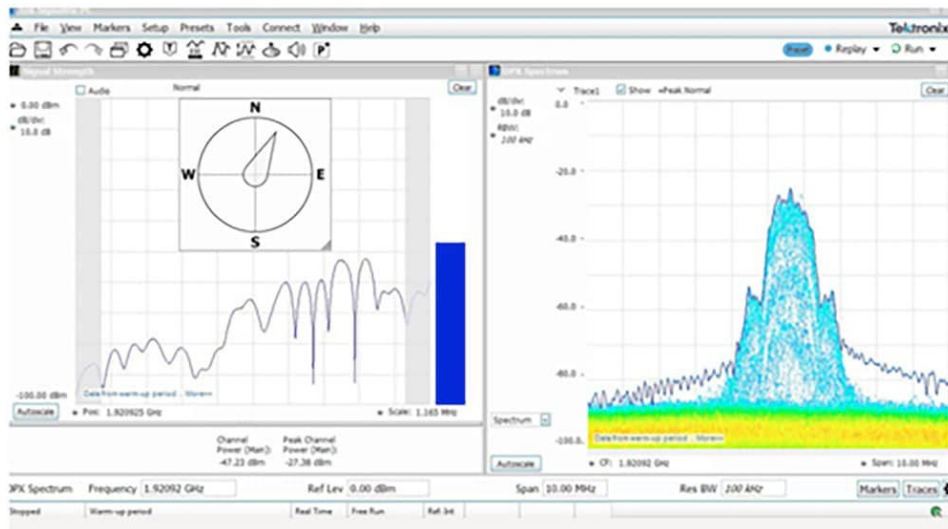 File View Markers Setup Presets Tools Connect Window Help
Tektronix
Preset Replay Run
Signal Strength
Audio
Normal
Clear
0.00 dBm
dB/div:
10.0 dB
N
W E
S
-100.00 dBm
Data from warm-up period
Autoscale
Pos: 1.920925 GHz
Scale: 1.165 MHz
Channel
Power (Man):
-47.23 dBm
Peak Channel
Power (Man):
-27.38 dBm
DPX Spectrum
Trace1 Show +Peak Normal
Clear
dB/div:
10.0 dB
RBW:
100 kHz
0.0
-20.0
-40.0
-60.0
-80.0
-100.0
Spectrum
Data from warm-up period
Autoscale
CF: 1.92092 GHz
Span: 10.00 MHz
DPX Spectrum Frequency 1.92092 GHz Ref Lev 0.00 dBm Span 10.00 MHz Res BW 100 kHz Markers Traces
Stopped Warm-up period Real Time Free Run Ref: Int